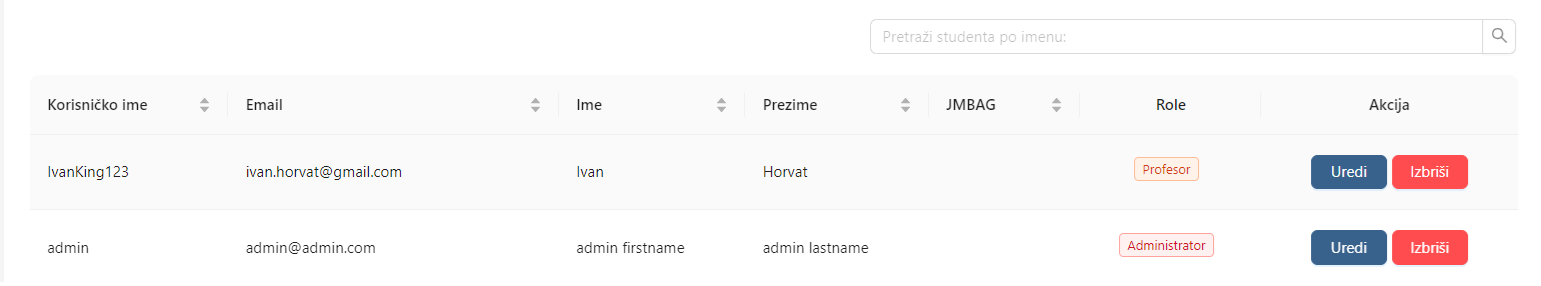 Pretraži studenta po imenu:
Korisničko ime Email Ime Prezime JMBAG Role Akcija
IvanKing123 ivan.horvat@gmail.com Ivan Horvat Profesor Uredi Izbriši
admin admin@admin.com admin firstname admin lastname Administrator Uredi Izbriši